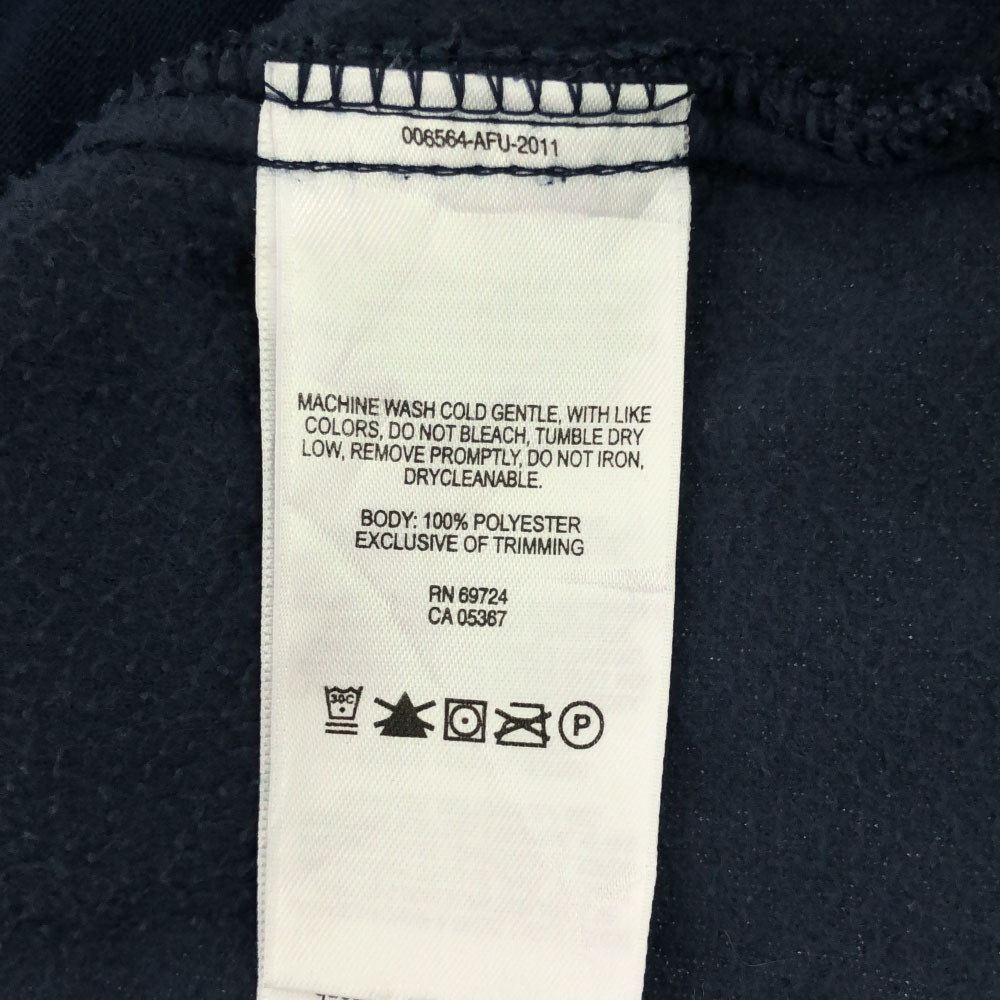 006564-AFU-2011
MACHINE WASH COLD GENTLE, WITH LIKE
COLORS, DO NOT BLEACH, TUMBLE DRY
LOW, REMOVE PROMPTLY, DO NOT IRON,
DRYCLEANABLE.
BODY: 100% POLYESTER
EXCLUSIVE OF TRIMMING
RN 69724
CA 05367
30C
P